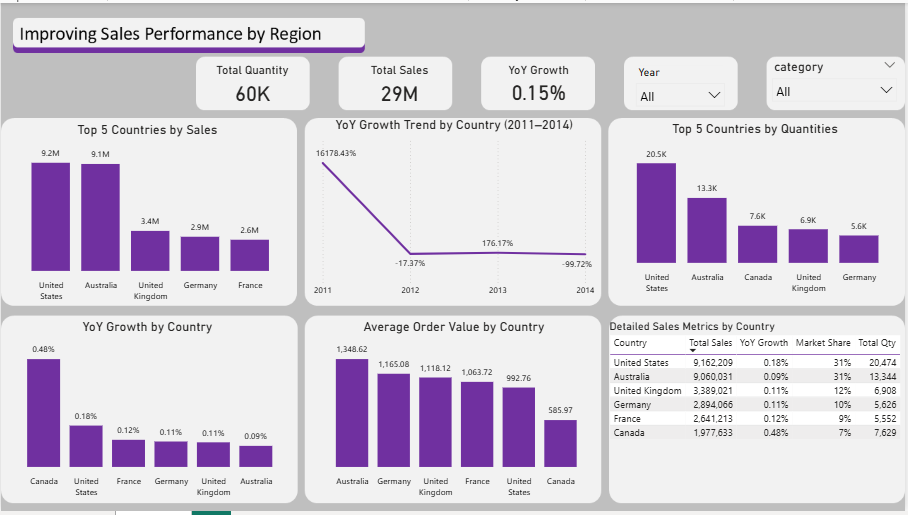 Improving Sales Performance by Region
Total Quantity
60K
Total Sales
29M
YoY Growth
0.15%
Year
All
category
All
Top 5 Countries by Sales
9.2M
9.1M
3.4M
2.9M
2.6M
United States
Australia
United Kingdom
Germany
France
YoY Growth Trend by Country (2011–2014)
16178.43%
-17.37%
176.17%
-99.72%
2011
2012
2013
2014
Top 5 Countries by Quantities
20.5K
13.3K
7.6K
6.9K
5.6K
United States
Australia
Canada
United Kingdom
Germany
YoY Growth by Country
0.48%
0.18%
0.12%
0.11%
0.11%
0.09%
Canada
United States
France
Germany
United Kingdom
Australia
Average Order Value by Country
1,348.62
1,165.08
1,118.12
1,063.72
992.76
585.97
Australia
Germany
United Kingdom
France
United States
Canada
Detailed Sales Metrics by Country
Country Total Sales YoY Growth Market Share Total Qty
United States 9,162,209 0.18% 31% 20,474
Australia 9,060,031 0.09% 31% 13,344
United Kingdom 3,389,021 0.11% 12% 6,908
Germany 2,894,066 0.11% 10% 5,626
France 2,641,213 0.12% 9% 5,552
Canada 1,977,633 0.48% 7% 7,629